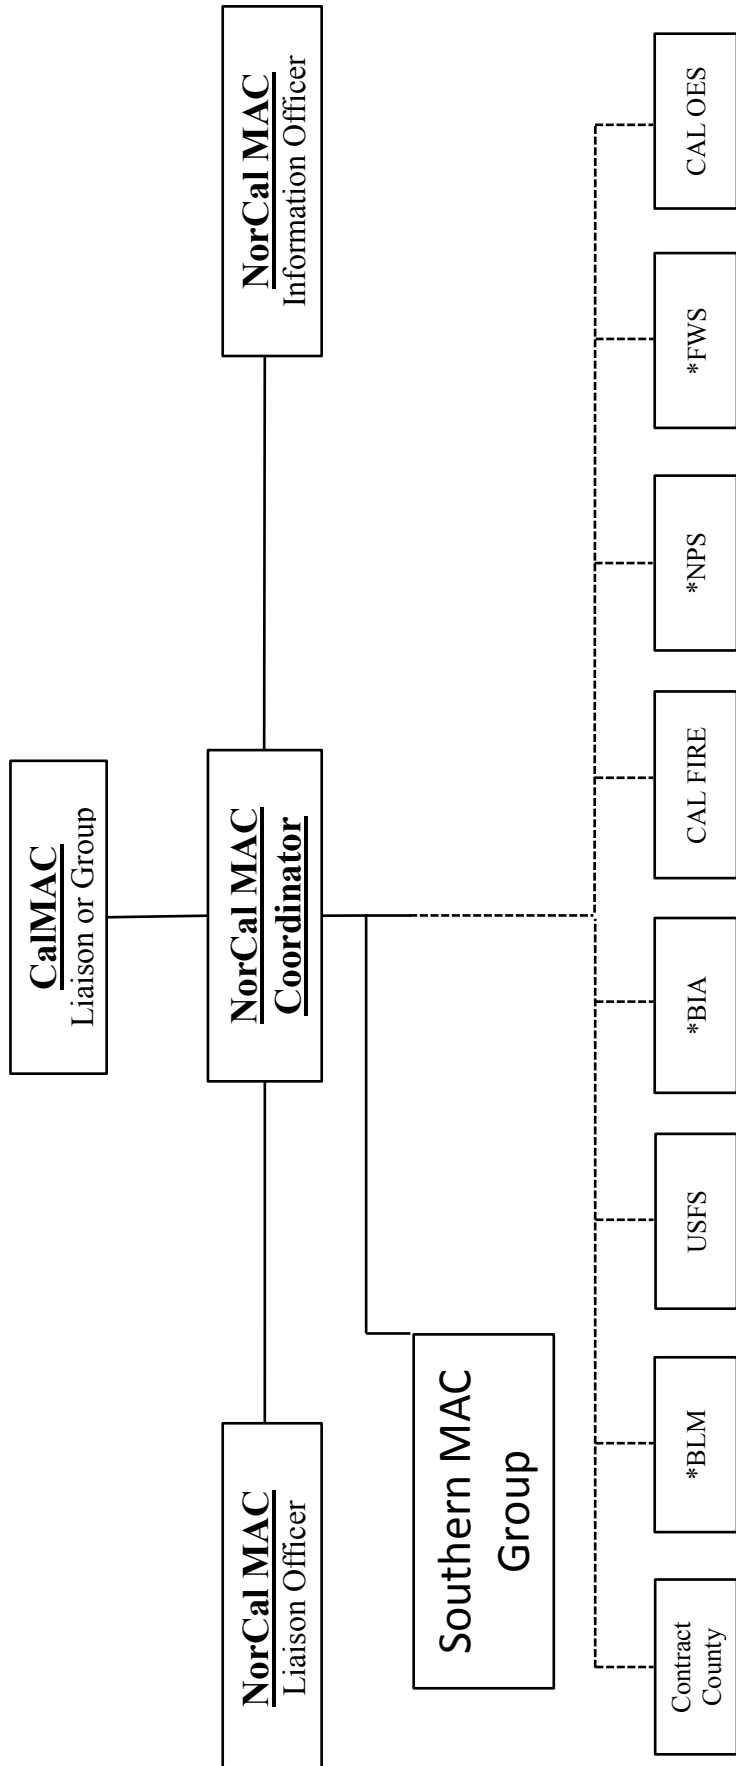 CalMAC
Liaison or Group
NorCal MAC
Liaison Officer
NorCal MAC
Coordinator
NorCal MAC
Information Officer
Southern MAC
Group
Contract
County
*BLM
USFS
*BIA
CAL FIRE
*NPS
*FWS
CAL OES